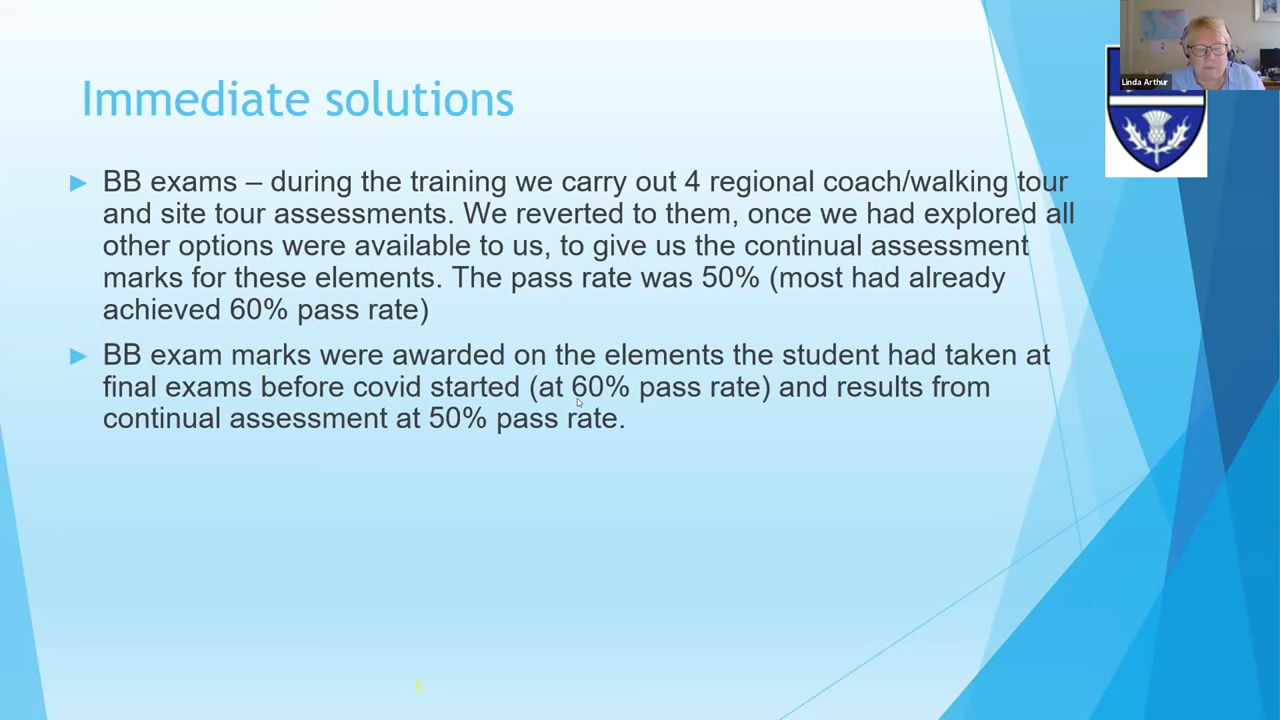 Linda Arthur
Immediate solutions
BB exams – during the training we carry out 4 regional coach/walking tour
and site tour assessments. We reverted to them, once we had explored all
other options were available to us, to give us the continual assessment
marks for these elements. The pass rate was 50% (most had already
achieved 60% pass rate)
BB exam marks were awarded on the elements the student had taken at
final exams before covid started (at 60% pass rate) and results from
continual assessment at 50% pass rate.